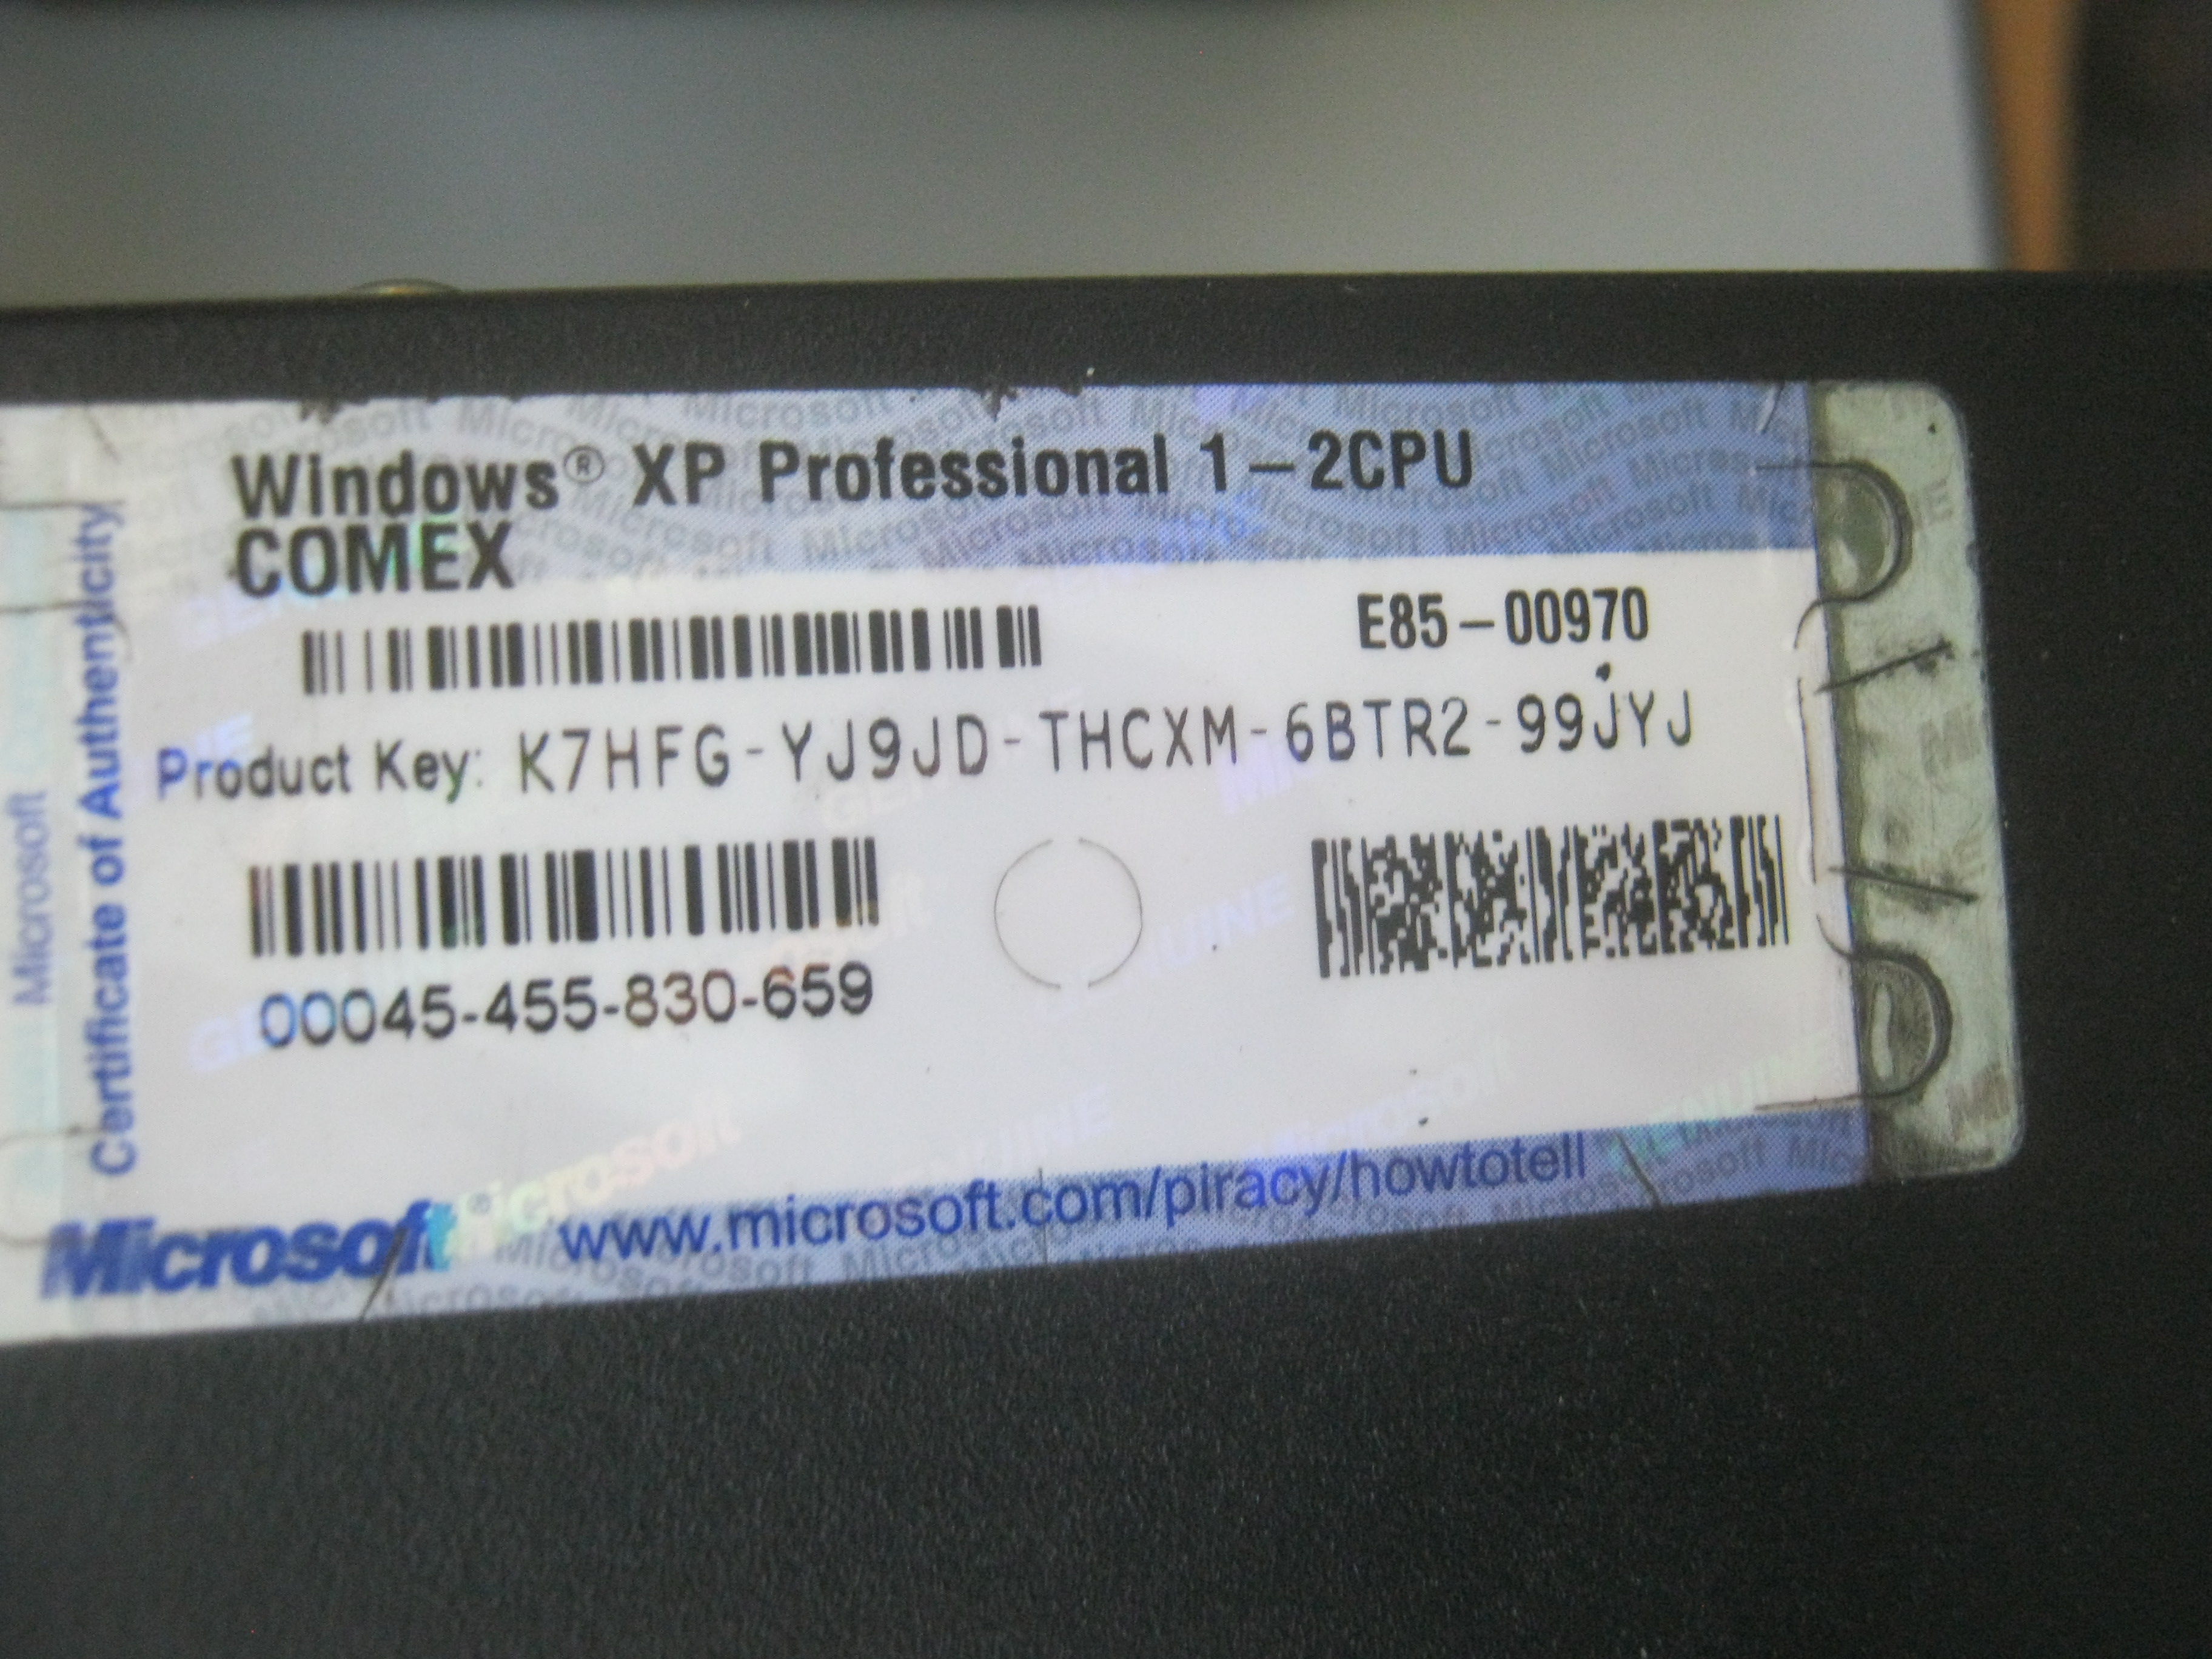 Windows® XP Professional 1-2CPU
COMEX
E85-00970
Product Key: K7HFG-YJ9JD-THCXM-6BTR2-99JYJ
00045-455-830-659
Microsoft® www.microsoft.com/piracy/howtotell
Certificate of Authenticity
Microsoft